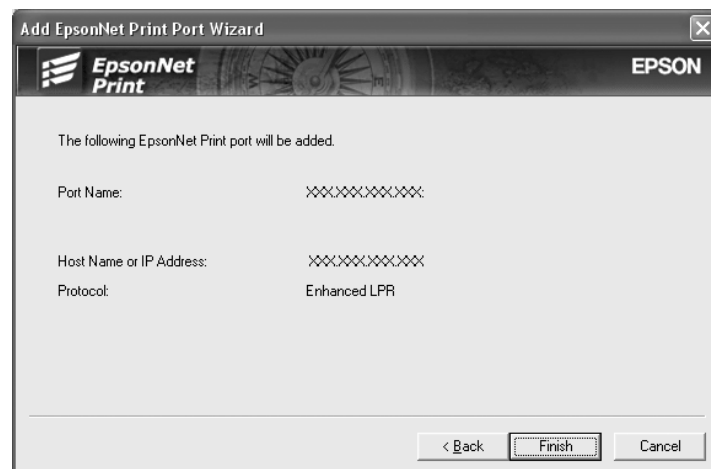 Add EpsonNet Print Port Wizard
EpsonNet
Print
EPSON
The following EpsonNet Print port will be added.
Port Name: XXX.XXX.XXX.XXX:
Host Name or IP Address: XXX.XXX.XXX.XXX
Protocol: Enhanced LPR
< Back Finish Cancel